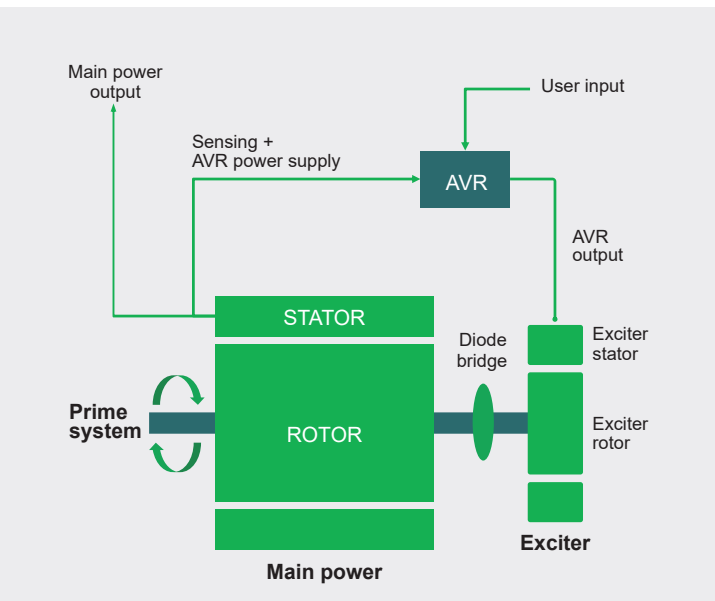 Main power
output
User input
Sensing +
AVR power supply
AVR
AVR
output
STATOR
Diode
bridge
Exciter
stator
Prime
system
ROTOR
Exciter
rotor
Exciter
Main power